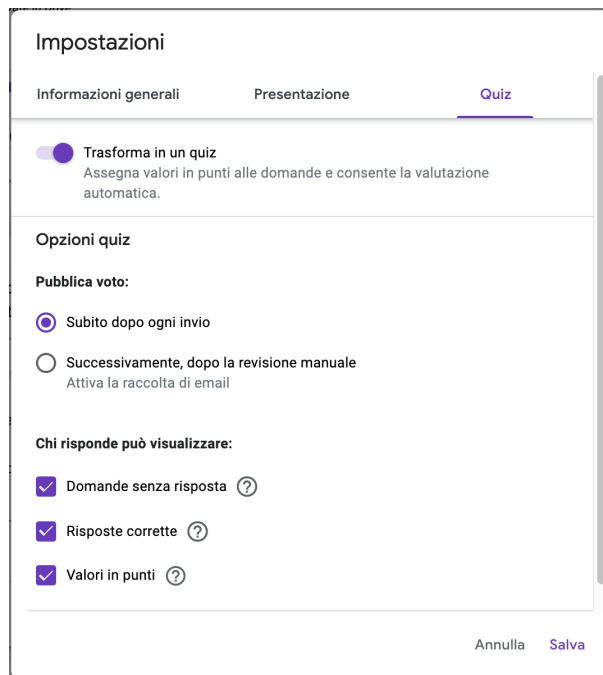 Impostazioni
Informazioni generali
Presentazione
Quiz
Trasforma in un quiz
Assegna valori in punti alle domande e consente la valutazione
automatica.
Opzioni quiz
Pubblica voto:
Subito dopo ogni invio
Successivamente, dopo la revisione manuale
Attiva la raccolta di email
Chi risponde può visualizzare:
Domande senza risposta ?
Risposte corrette ?
Valori in punti ?
Annulla
Salva